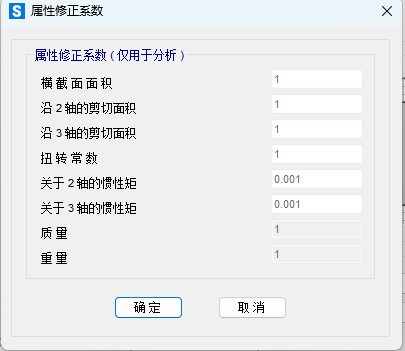 S 属性修正系数
属性修正系数 ( 仅用于分析 )
横截面面积 1
沿 2 轴的剪切面积 1
沿 3 轴的剪切面积 1
扭转常数 1
关于 2 轴的惯性矩 0.001
关于 3 轴的惯性矩 0.001
质量 1
重量 1
确定 取消